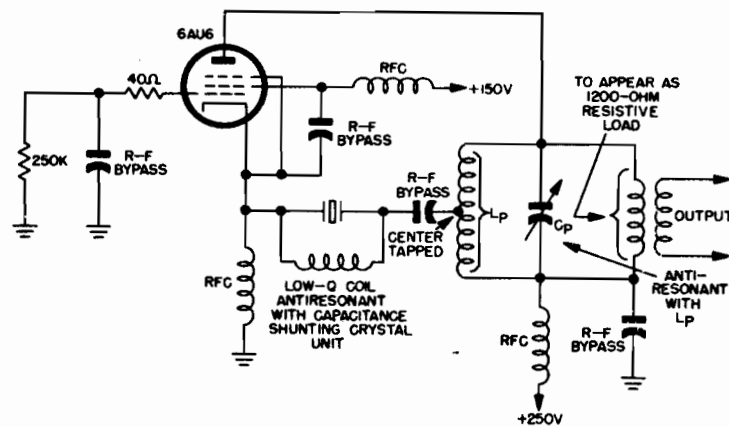 6AU6
40Ω
RFC
+150V
250K
R-F
BYPASS
R-F
BYPASS
TO APPEAR AS
1200-OHM
RESISTIVE
LOAD
R-F
BYPASS
CENTER
TAPPED
LP
CP
OUTPUT
RFC
LOW-Q COIL
ANTIRESONANT
WITH CAPACITANCE
SHUNTING CRYSTAL
UNIT
ANTI-
RESONANT
WITH
LP
RFC
R-F
BYPASS
+250V